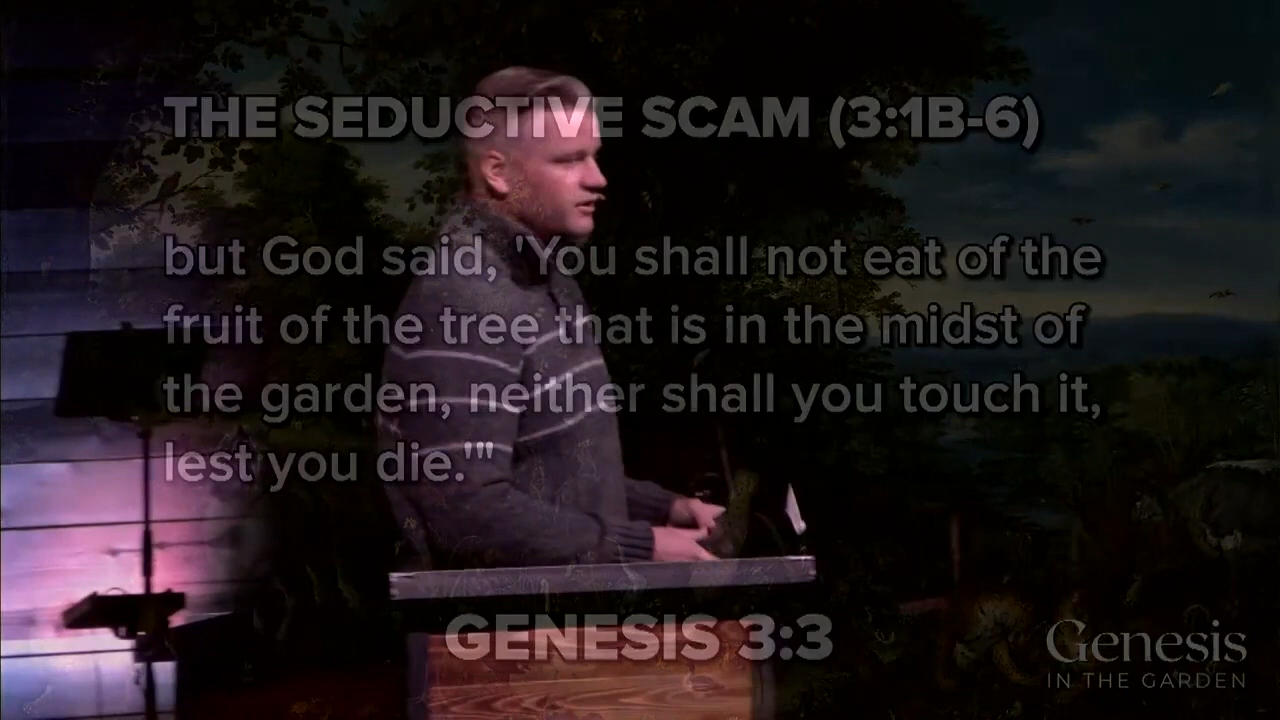 THE SEDUCTIVE SCAM (3:1B-6)
but God said, 'You shall not eat of the
fruit of the tree that is in the midst of
the garden, neither shall you touch it,
lest you die.'"
GENESIS 3:3
Genesis
IN THE GARDEN